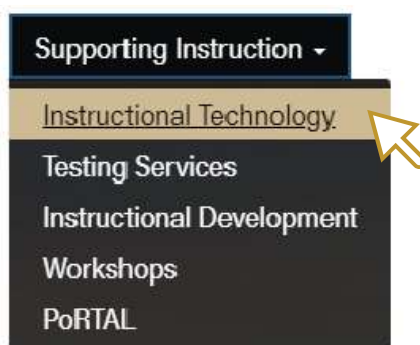 Supporting Instruction
Instructional Technology
Testing Services
Instructional Development
Workshops
PoRTAL